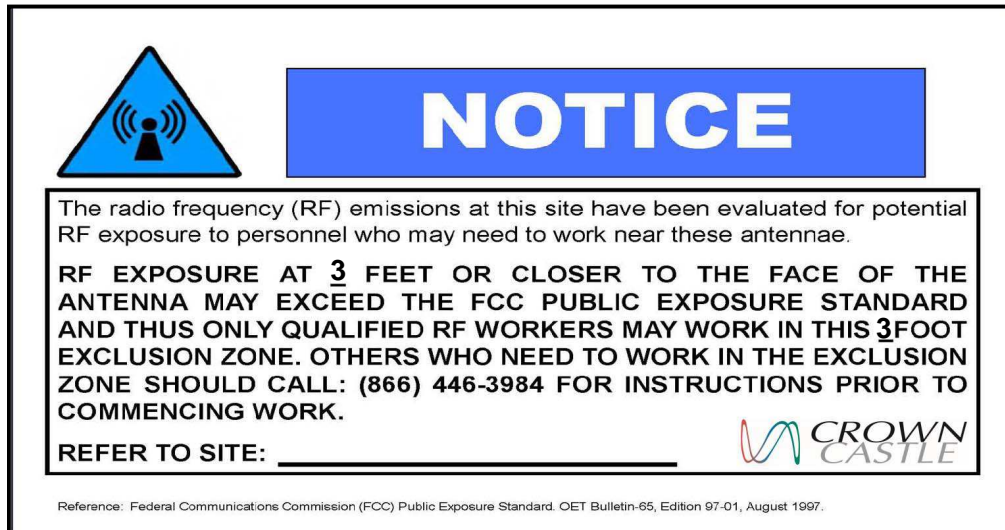 NOTICE
The radio frequency (RF) emissions at this site have been evaluated for potential
RF exposure to personnel who may need to work near these antennae.
RF EXPOSURE AT 3 FEET OR CLOSER TO THE FACE OF THE
ANTENNA MAY EXCEED THE FCC PUBLIC EXPOSURE STANDARD
AND THUS ONLY QUALIFIED RF WORKERS MAY WORK IN THIS 3FOOT
EXCLUSION ZONE. OTHERS WHO NEED TO WORK IN THE EXCLUSION
ZONE SHOULD CALL: (866) 446-3984 FOR INSTRUCTIONS PRIOR TO
COMMENCING WORK.
REFER TO SITE:
CROWN
CASTLE
Reference: Federal Communications Commission (FCC) Public Exposure Standard. OET Bulletin-65, Edition 97-01, August 1997.